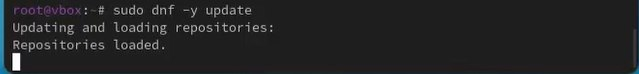 root@vbox:~# sudo dnf -y update
Updating and loading repositories:
Repositories loaded.